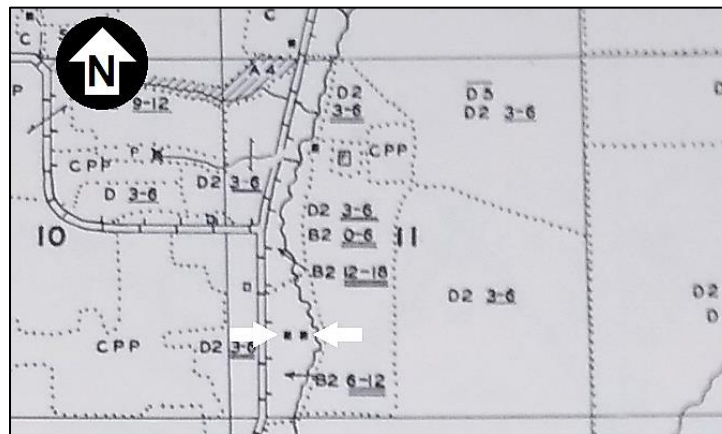 C
S
C
N
A 4
P
9-12
D2
3-6
D5
D2 3-6
P
CPP
CPP
D 3-6
D2 3-6
D2 3-6
10
B2 0-6
11
B2 12-18
D2 3-6
D2
D
CPP
D2 3-6
B2 6-12